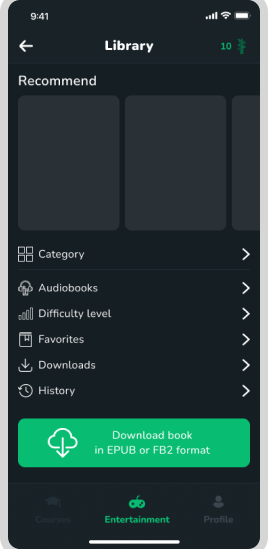 9:41
Library
10
Recommend
Category
Audiobooks
Difficulty level
Favorites
Downloads
History
Download book
in EPUB or FB2 format
Courses
Entertainment
Profile